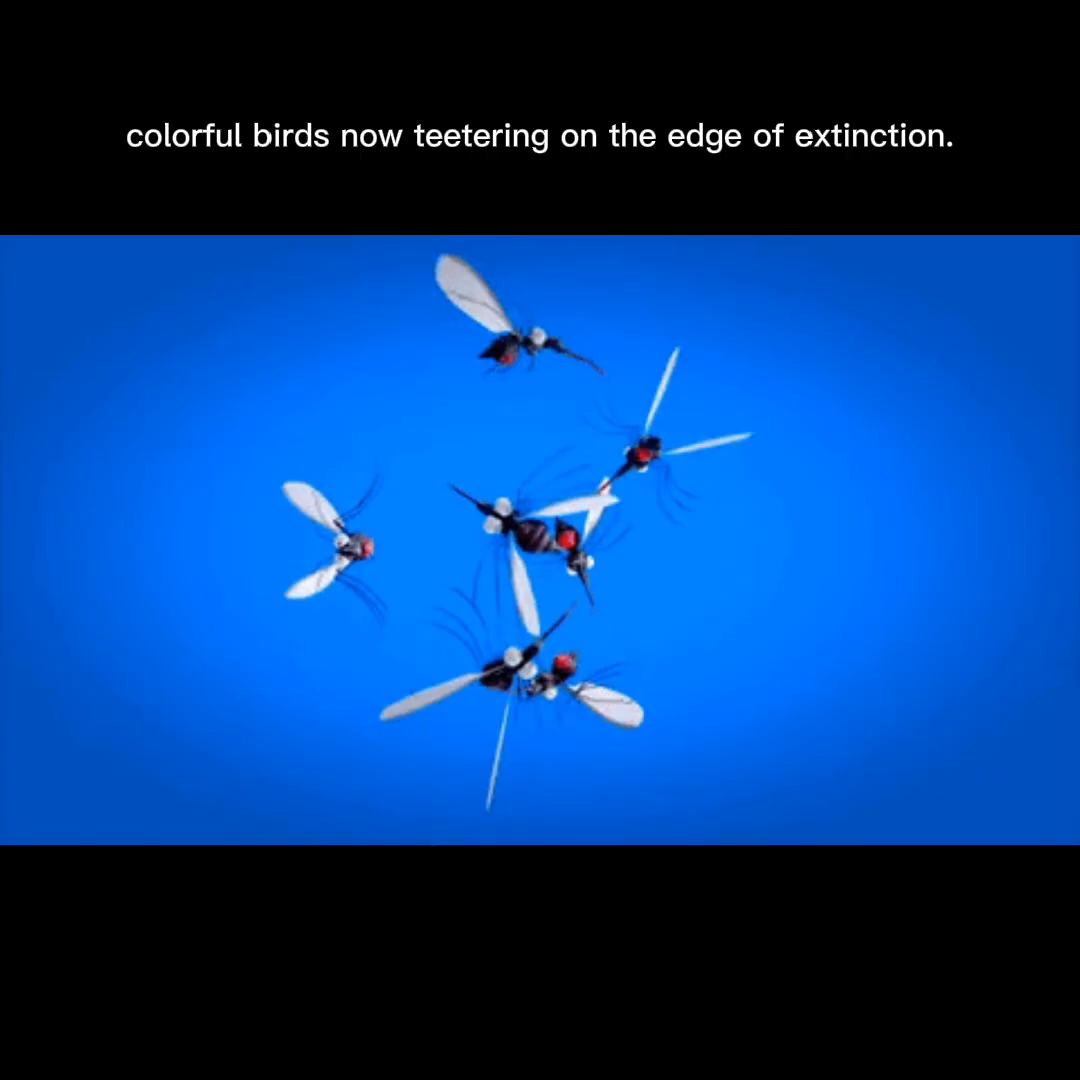 colorful birds now teetering on the edge of extinction.